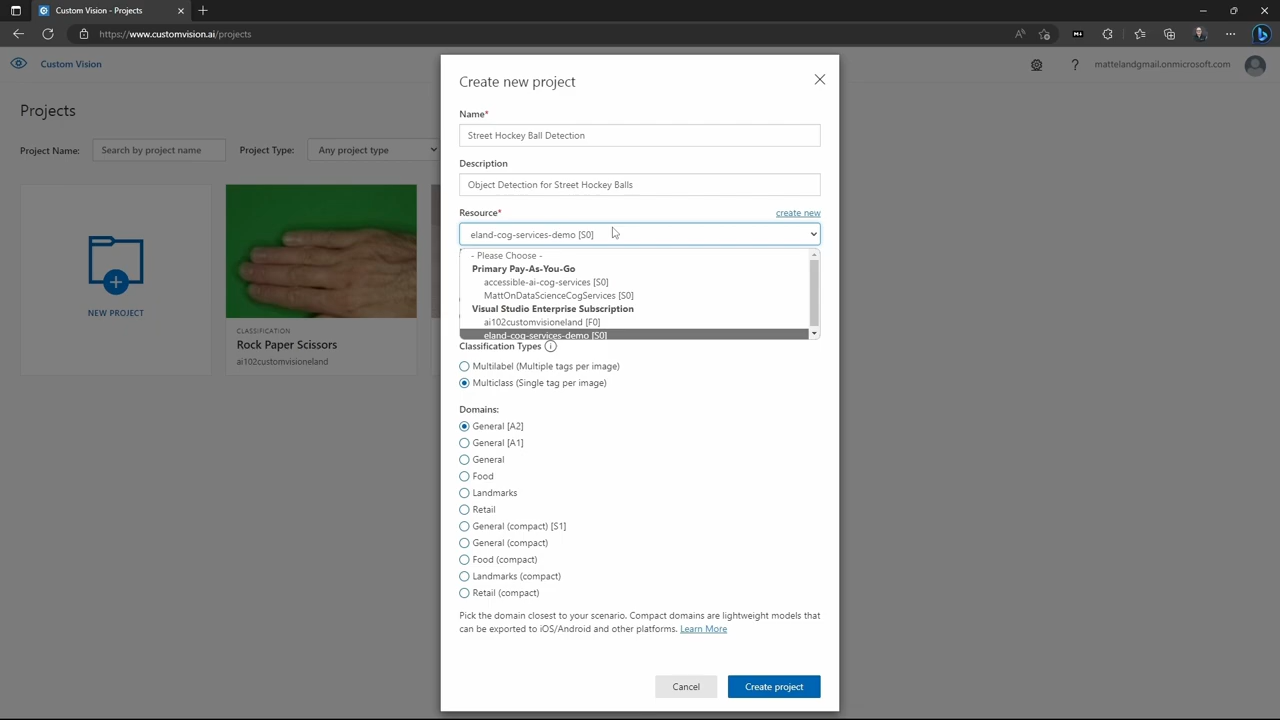 Custom Vision - Projects
https://www.customvision.ai/projects
Custom Vision
mattelandgmail.onmicrosoft.com
Projects
Project Name:
Search by project name
Project Type:
Any project type
NEW PROJECT
CLASSIFICATION
Rock Paper Scissors
ai102customvisioneland
Create new project
Name*
Street Hockey Ball Detection
Description
Object Detection for Street Hockey Balls
Resource*
create new
eland-cog-services-demo [S0]
- Please Choose -
Primary Pay-As-You-Go
accessible-ai-cog-services [S0]
MattOnDataScienceCogServices [S0]
Visual Studio Enterprise Subscription
ai102customvisioneland [F0]
eland-cog-services-demo [S0]
Classification Types
Multilabel (Multiple tags per image)
Multiclass (Single tag per image)
Domains:
General [A2]
General [A1]
General
Food
Landmarks
Retail
General (compact) [S1]
General (compact)
Food (compact)
Landmarks (compact)
Retail (compact)
Pick the domain closest to your scenario. Compact domains are lightweight models that
can be exported to iOS/Android and other platforms. Learn More
Cancel
Create project